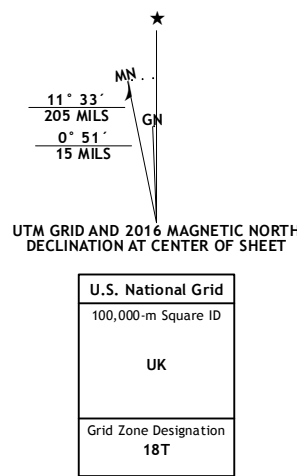 ★
MN
GN
11° 33´
205 MILS
0° 51´
15 MILS
UTM GRID AND 2016 MAGNETIC NORTH
DECLINATION AT CENTER OF SHEET
U.S. National Grid
100,000-m Square ID
UK
Grid Zone Designation
18T